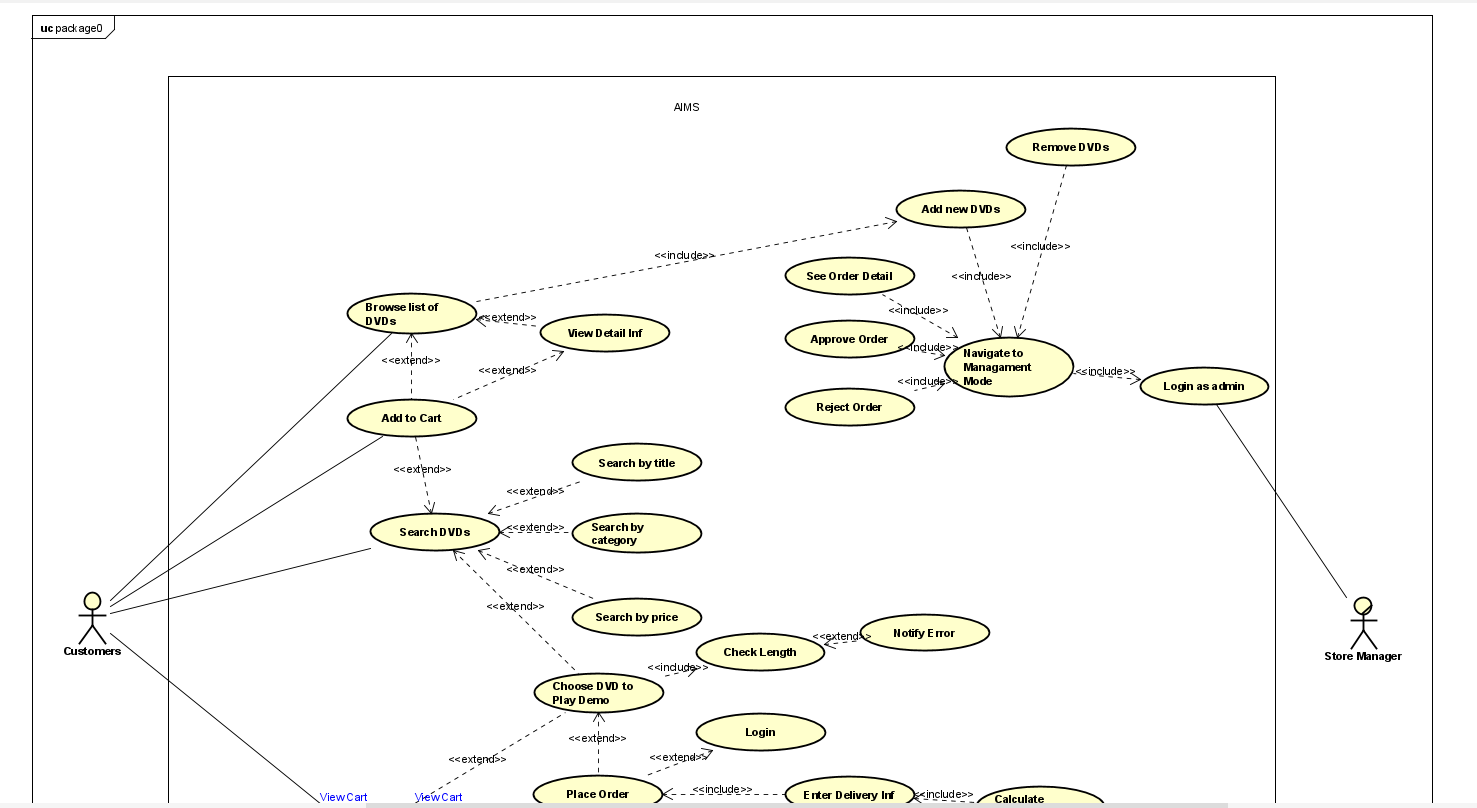 uc package0
AIMS
Remove DVDs
Add new DVDs
<<include>>
<<include>>
See Order Detail
<<include>>
Browse list of
DVDs
<<include>>
<<extend>>
View Detail Inf
Approve Order
<<include>>
Navigate to
Managament
Mode
<<extend>>
<<extend>>
<<include>>
<<include>>
Login as admin
Reject Order
Add to Cart
<<extend>>
Search by title
<<extend>>
Search DVDs
<<extend>>
Search by
category
<<extend>>
<<extend>>
Search by price
Customers
Store Manager
Check Length
<<extend>>
Notify Error
<<include>>
Choose DVD to
Play Demo
<<extend>>
<<extend>>
<<extend>>
Login
ViewCart
ViewCart
Place Order
<<include>>
Enter Delivery Inf
<<include>>
Calculate